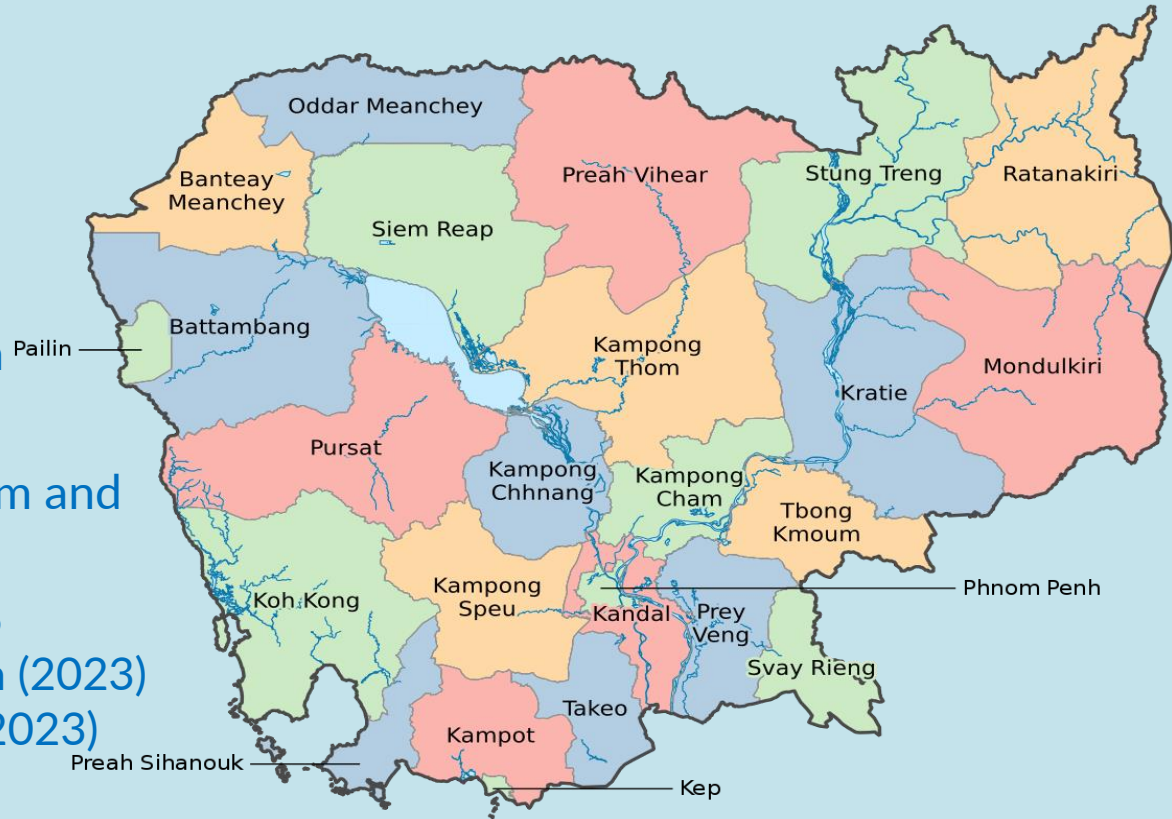 Oddar Meanchey
Banteay
Meanchey
Siem Reap
Preah Vihear
Stung Treng
Ratanakiri
Battambang
Pailin
Kampong
Thom
Kratie
Mondulkiri
Pursat
Kampong
Chhnang
Kampong
Cham
Tbong
Kmoum
m and
Koh Kong
Kampong
Speu
Kandal
Prey
Veng
Phnom Penh
Svay Rieng
(2023)
2023)
Takeo
Kampot
Preah Sihanouk
Kep